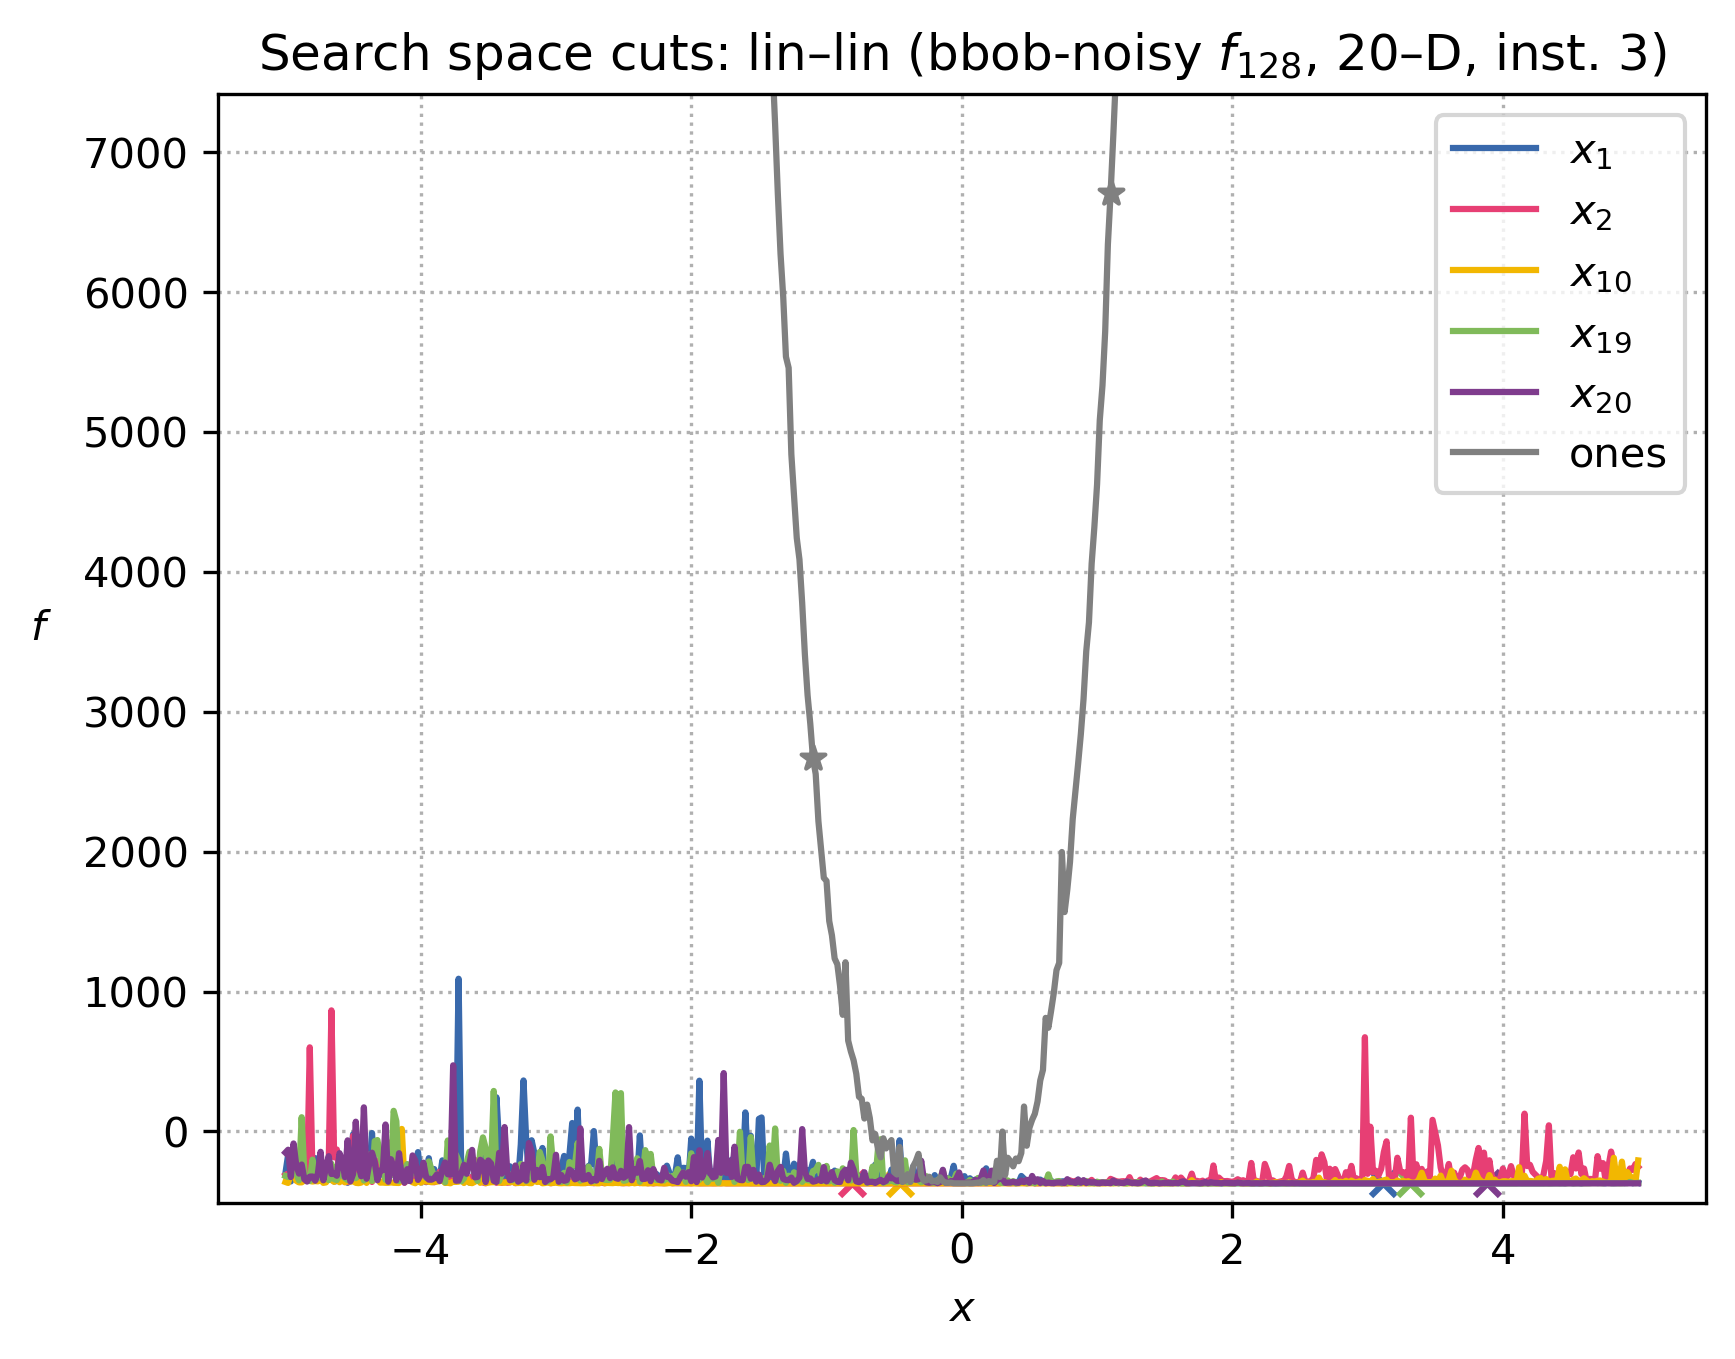 Search space cuts: lin–lin (bbob-noisy f₁₂₈, 20–D, inst. 3)
7000
6000
5000
4000
3000
2000
1000
0
f
−4
−2
0
2
4
x
x₁
x₂
x₁₀
x₁₉
x₂₀
ones